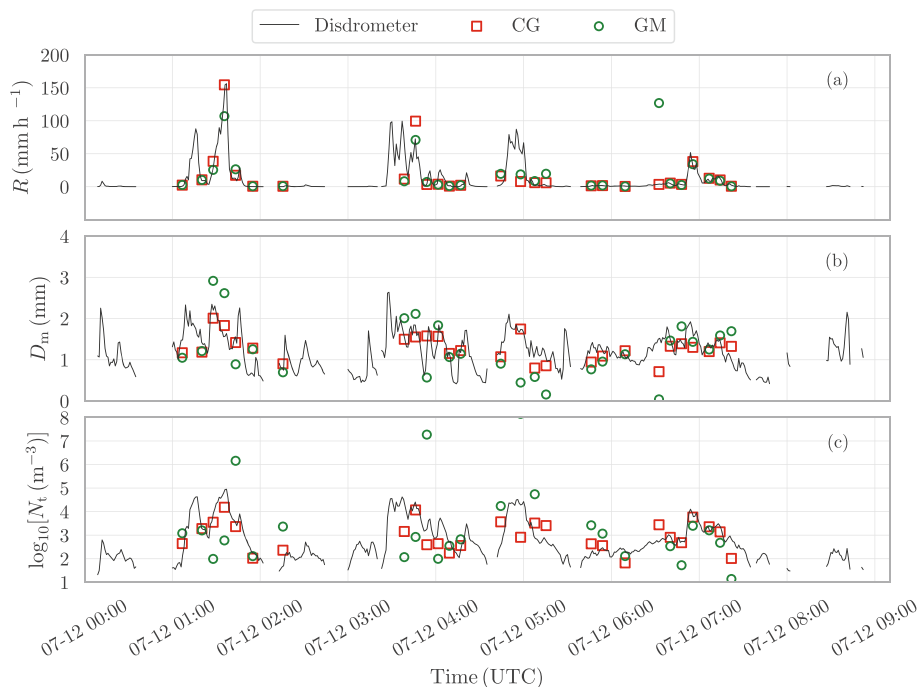 Disdrometer CG GM
200
150
100
50
0
R (mm h⁻¹)
(a)
4
3
2
1
0
Dₘ (mm)
(b)
8
7
6
5
4
3
2
1
log₁₀[Nₜ (m⁻³)]
(c)
07-12 00:00 07-12 01:00 07-12 02:00 07-12 03:00 07-12 04:00 07-12 05:00 07-12 06:00 07-12 07:00 07-12 08:00 07-12 09:00
Time (UTC)